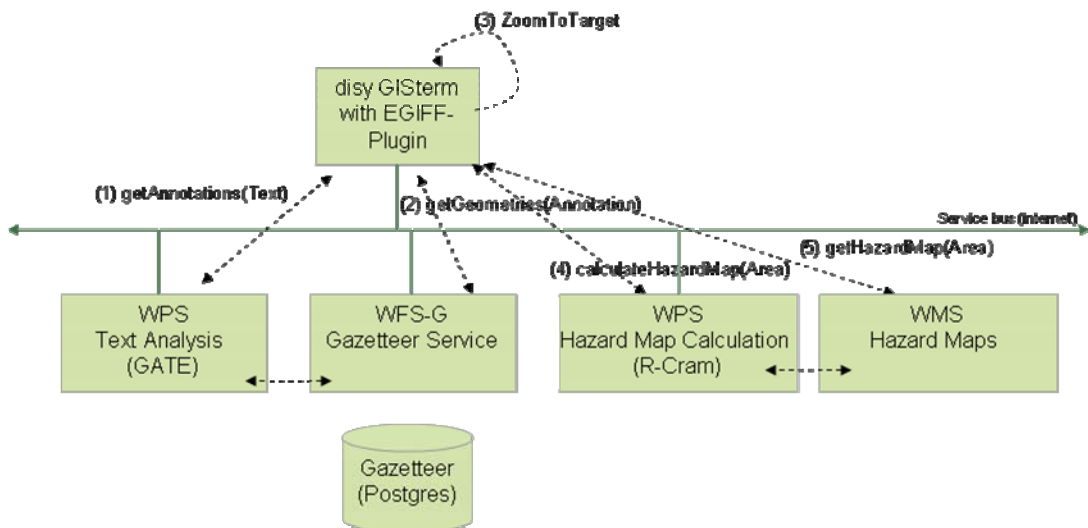 (3) ZoomToTarget
disy GISterm
with EGIFF-
Plugin
(1) getAnnotations(Text)
(2) getGeometries(Annotation)
Service bus (Internet)
(5) getHazardMap(Area)
(4) calculateHazardMap(Area)
WPS
Text Analysis
(GATE)
WFS-G
Gazetteer Service
WPS
Hazard Map Calculation
(R-Cram)
WMS
Hazard Maps
Gazetteer
(Postgres)